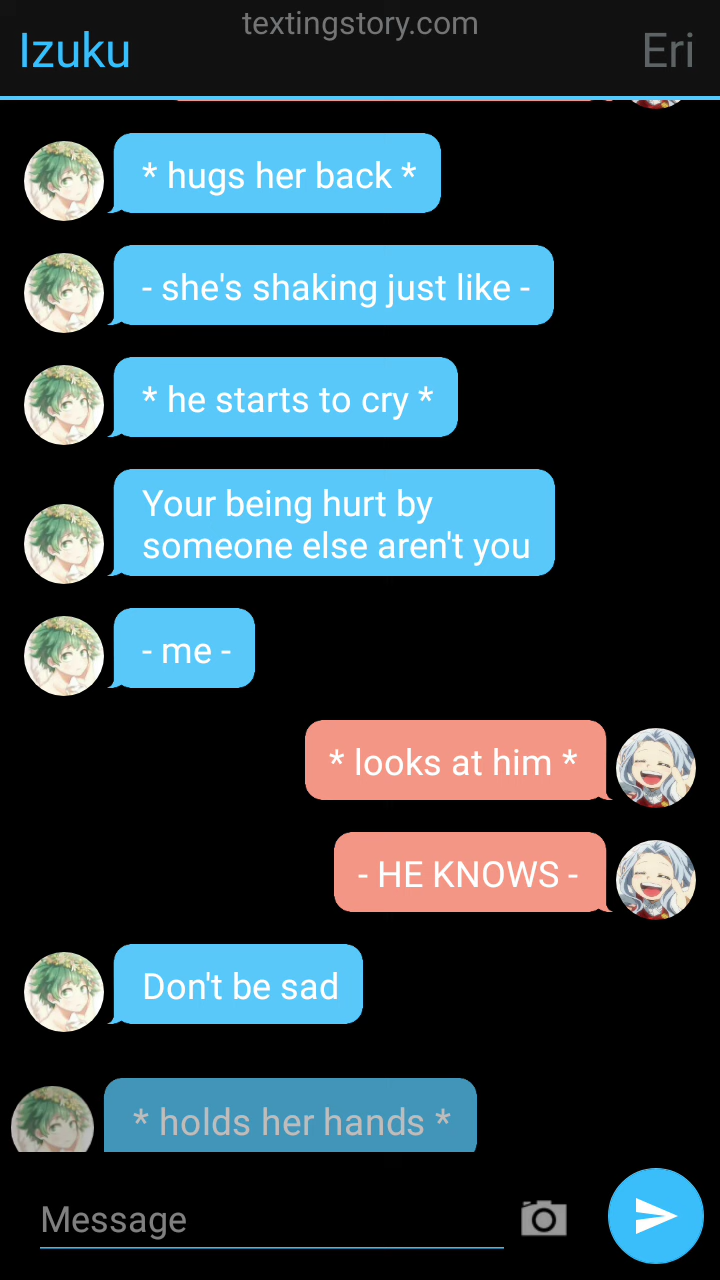 textingstory.com
Izuku
Eri
* hugs her back *
- she's shaking just like -
* he starts to cry *
Your being hurt by
someone else aren't you
- me -
* looks at him *
- HE KNOWS -
Don't be sad
* holds her hands *
Message